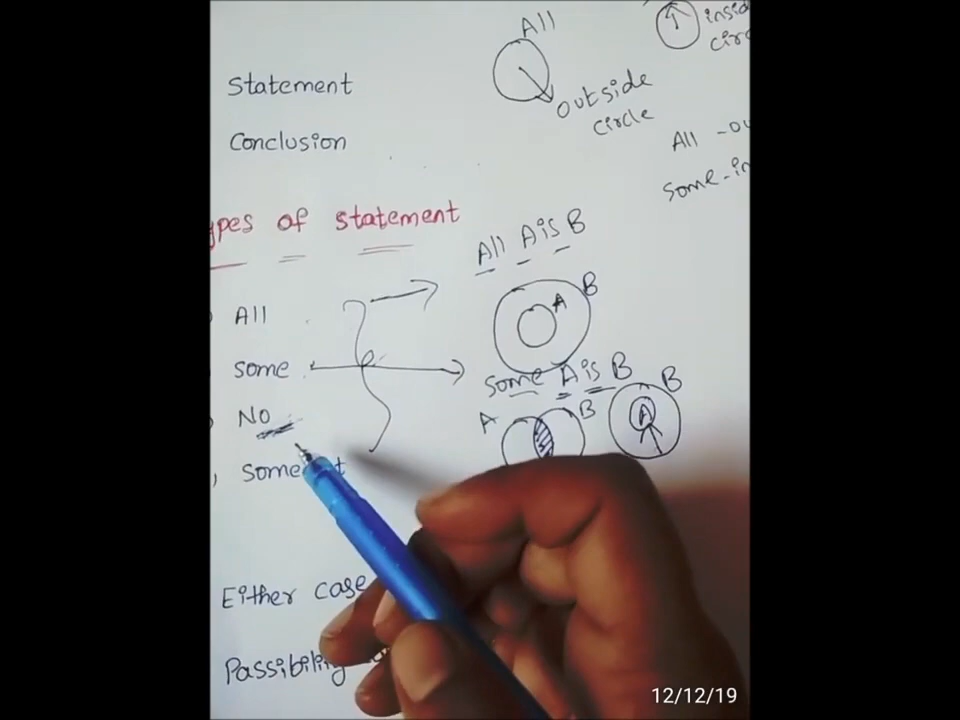 All
Statement
outside
circle
Conclusion
All
some
types of statement
All A is B
All
A B
some
some A is B
No
A B
A B
Either case
12/12/19